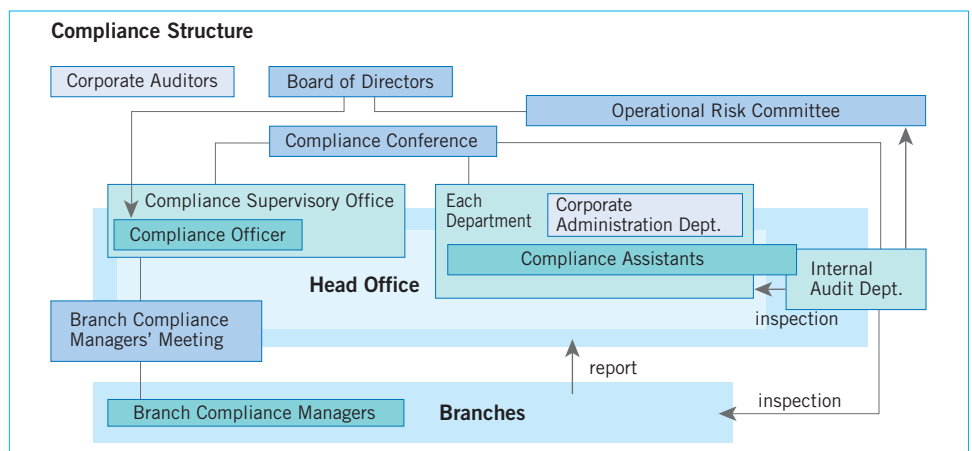 Compliance Structure
Corporate Auditors
Board of Directors
Operational Risk Committee
Compliance Conference
Compliance Supervisory Office
Compliance Officer
Each
Department
Corporate
Administration Dept.
Compliance Assistants
Head Office
Internal
Audit Dept.
inspection
Branch Compliance
Managers’ Meeting
report
Branch Compliance Managers
Branches
inspection